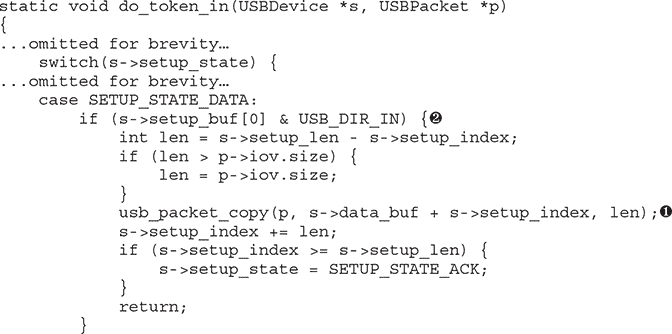 static void do_token_in(USBDevice *s, USBPacket *p)
{
...omitted for brevity…
    switch(s->setup_state) {
...omitted for brevity…
    case SETUP_STATE_DATA:
        if (s->setup_buf[0] & USB_DIR_IN) {❷
            int len = s->setup_len - s->setup_index;
            if (len > p->iov.size) {
                len = p->iov.size;
            }
            usb_packet_copy(p, s->data_buf + s->setup_index, len);❶
            s->setup_index += len;
            if (s->setup_index >= s->setup_len) {
                s->setup_state = SETUP_STATE_ACK;
            }
            return;
        }